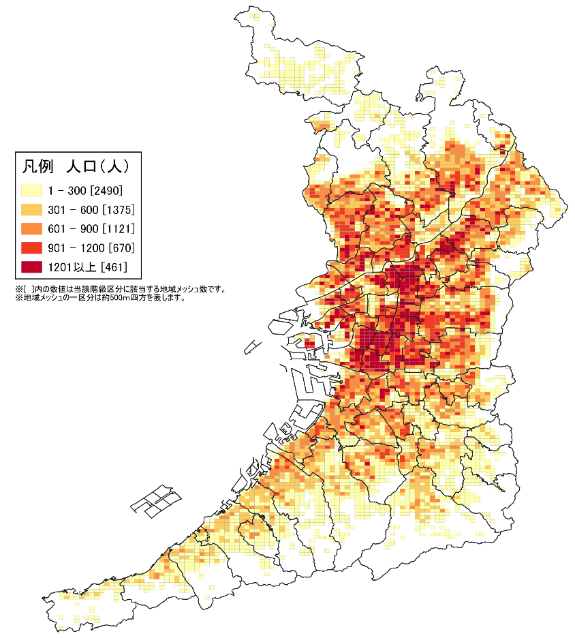 凡例 人口(人)
1 - 300 [2490]
301 - 600 [1375]
601 - 900 [1121]
901 - 1200 [670]
1201以上 [461]
※[ ]内の数値は当該階級区分に該当する地域メッシュ数です。
※地域メッシュの一区分は約500m四方を表します。